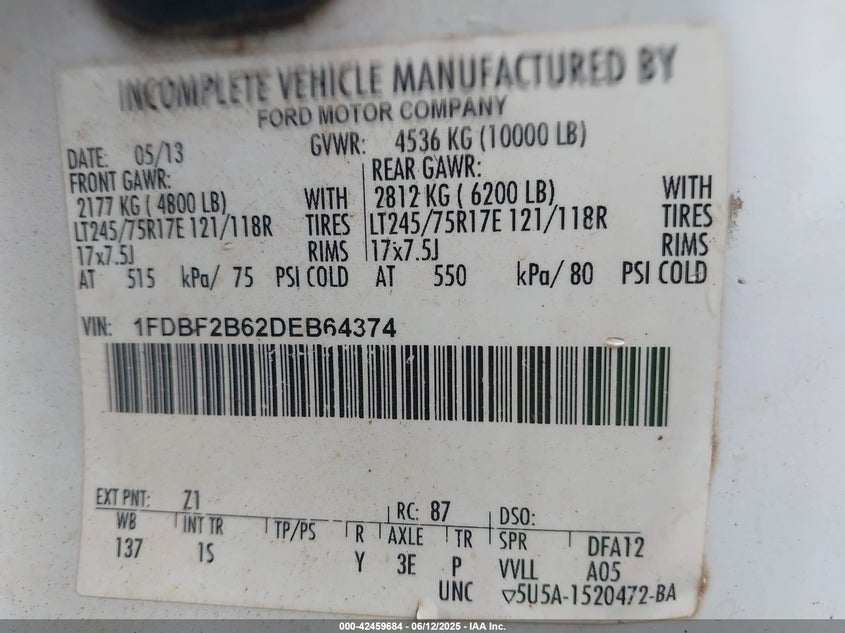 INCOMPLETE VEHICLE MANUFACTURED BY
FORD MOTOR COMPANY
DATE: 05/13 GVWR: 4536 KG (10000 LB)
FRONT GAWR: REAR GAWR:
2177 KG ( 4800 LB) WITH 2812 KG ( 6200 LB) WITH
LT245/75R17E 121/118R TIRES LT245/75R17E 121/118R TIRES
17x7.5J RIMS 17x7.5J RIMS
AT 515 kPa/ 75 PSI COLD AT 550 kPa/ 80 PSI COLD
VIN: 1FDBF2B62DEB64374
EXT PNT: Z1 RC: 87 DSO:
WB INT TR TP/PS R AXLE TR SPR DFA12
137 1S Y 3E P VVLL A05
UNC ▽5U5A-1520472-BA
000-42459684 - 06/12/2025 - IAA Inc.